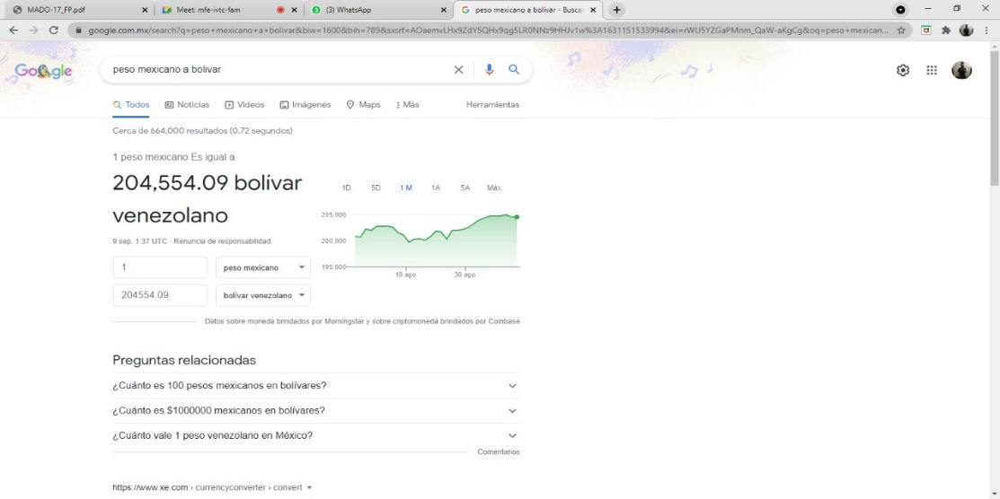 MADO-17_FP.pdf
Meet: mfe-ivtc-fam
(3) WhatsApp
peso mexicano a bolivar - Busca
google.com.mx/search?q=peso+mexicano+a+bolivar&biw=1600&bih=789&sxsrf=AOaemvLHx9ZdY5QHx9qg5LR0NNz9HHJv1w%3A1631151533994&ei=rWU5YZGaPMnm_QaW-aKgCg&oq=peso+mexican...
Google
peso mexicano a bolivar
Todos
Noticias
Videos
Imágenes
Maps
Más
Herramientas
Cerca de 664,000 resultados (0.72 segundos)
1 peso mexicano Es igual a
204,554.09 bolívar
venezolano
9 sep. 1:37 UTC · Renuncia de responsabilidad
1 peso mexicano
204554.09 bolívar venezolano
1D 5D 1 M 1A 5A Máx.
205,000
200,000
195,000
19 ago. 30 ago.
Datos sobre moneda brindados por Morningstar y sobre criptomoneda brindados por Coinbase
Preguntas relacionadas
¿Cuánto es 100 pesos mexicanos en bolívares?
¿Cuánto es $1000000 mexicanos en bolívares?
¿Cuánto vale 1 peso venezolano en México?
Comentarios
https://www.xe.com › currencyconverter › convert